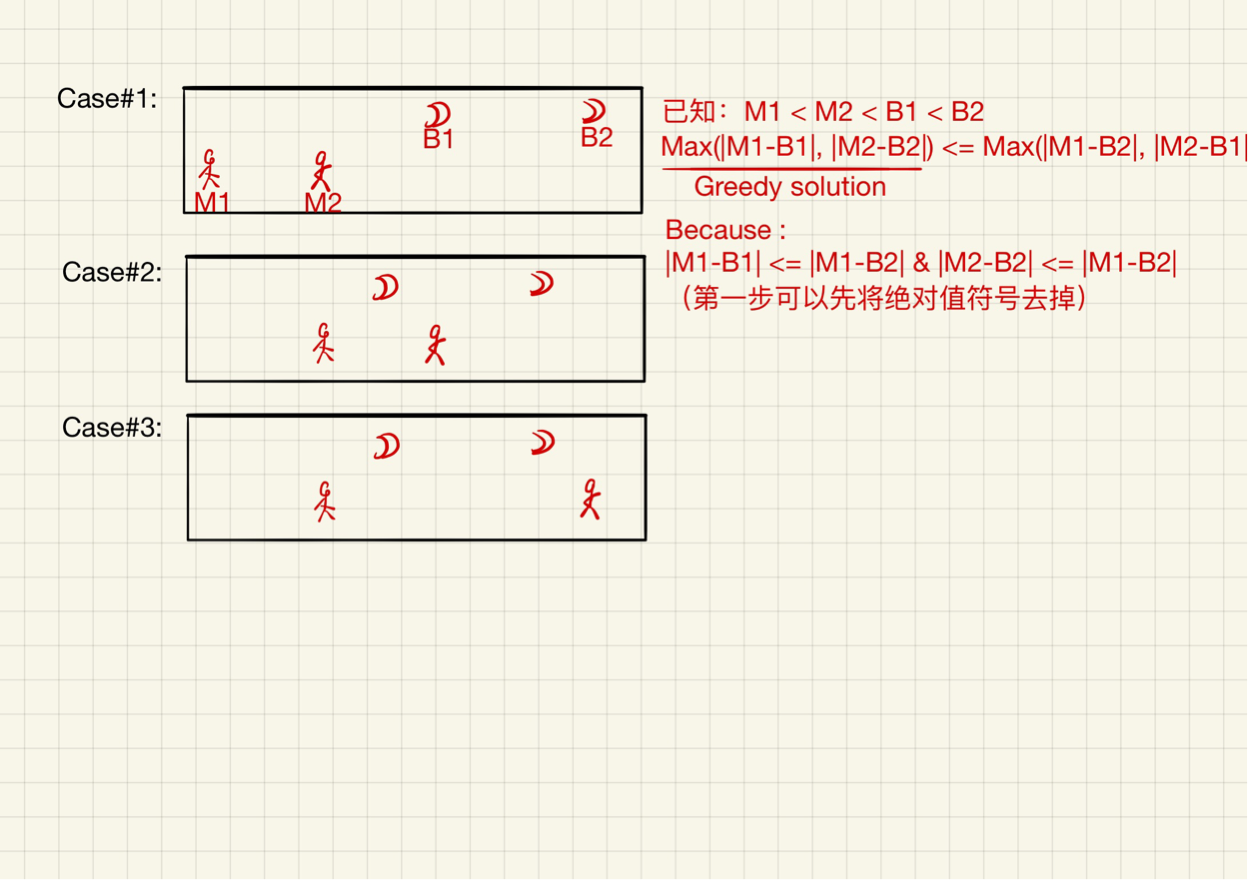 Case#1:
B1
B2
M1
M2
已知：M1 < M2 < B1 < B2
Max(|M1-B1|, |M2-B2|) <= Max(|M1-B2|, |M2-B1|
Greedy solution
Because :
|M1-B1| <= |M1-B2| & |M2-B2| <= |M1-B2|
（第一步可以先将绝对值符号去掉）
Case#2:
Case#3: